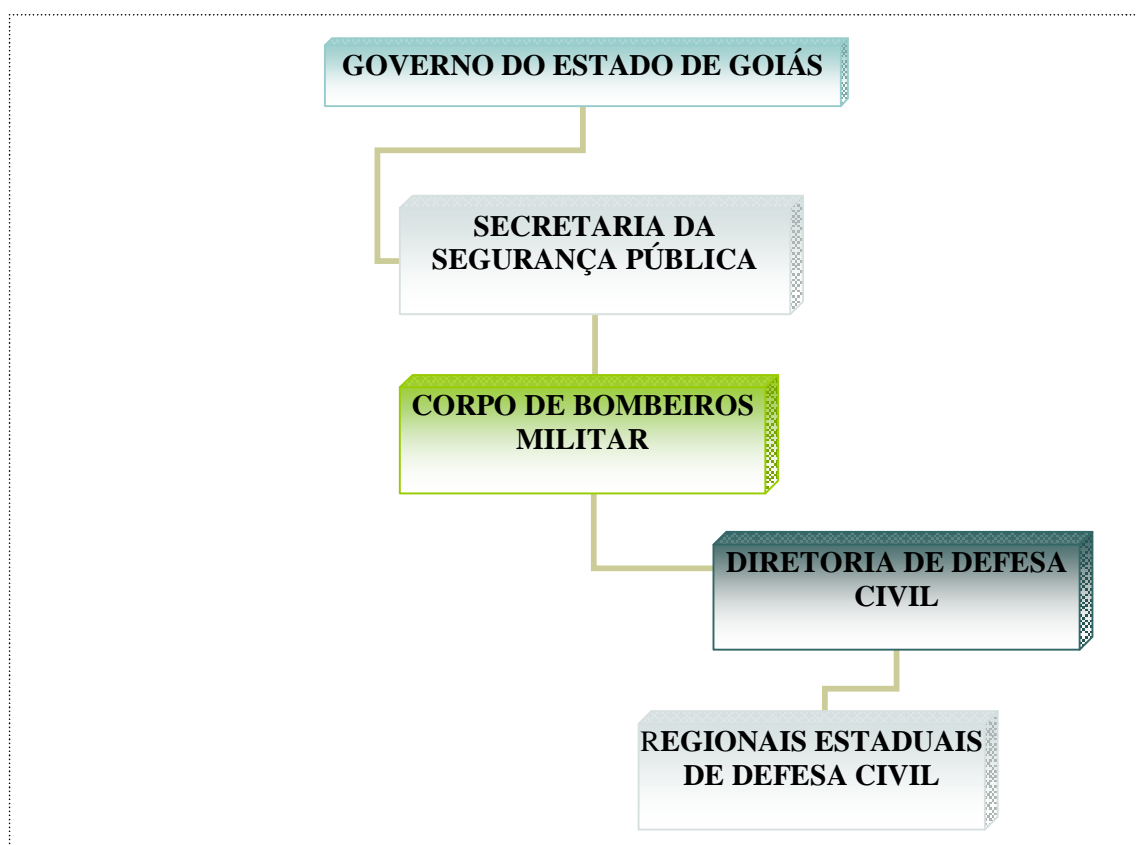 GOVERNO DO ESTADO DE GOIÁS
SECRETARIA DA
SEGURANÇA PÚBLICA
CORPO DE BOMBEIROS
MILITAR
DIRETORIA DE DEFESA
CIVIL
REGIONAIS ESTADUAIS
DE DEFESA CIVIL